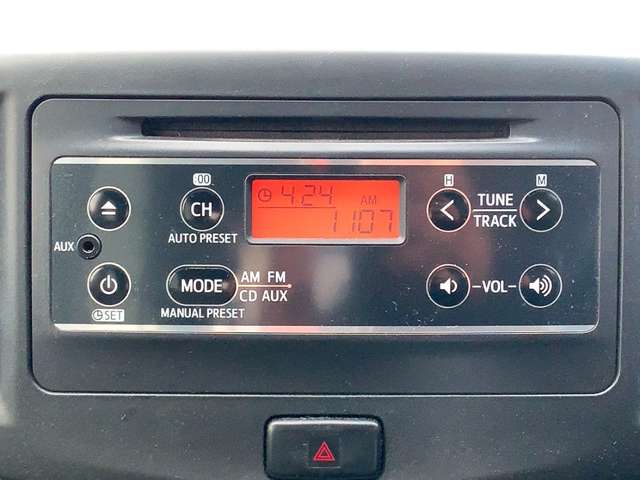 00
H
M
4:24
AM
1107
CH
TUNE
TRACK
AUTO PRESET
AUX
MODE
AM FM
CD AUX
-VOL-
SET
MANUAL PRESET